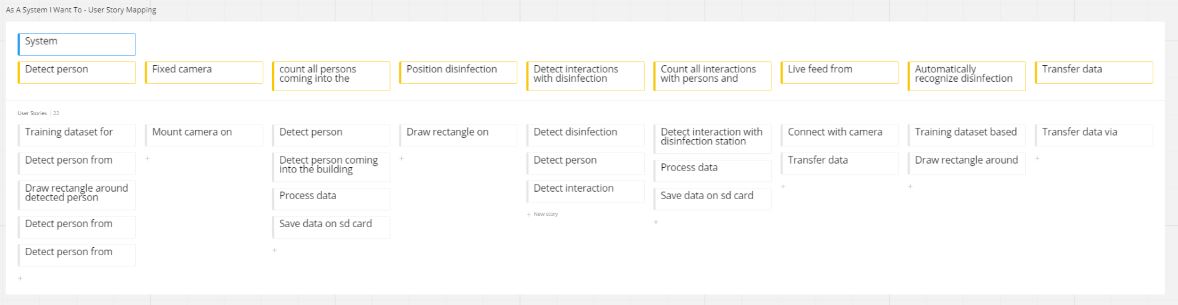 As A System I Want To - User Story Mapping
System
Detect person
Fixed camera
count all persons
coming into the
Position disinfection
Detect interactions
with disinfection
Count all interactions
with persons and
Live feed from
Automatically
recognize disinfection
Transfer data
User Stories | 23
Training dataset for
Mount camera on
Detect person
Draw rectangle on
Detect disinfection
Detect interaction with
disinfection station
Connect with camera
Training dataset based
Transfer data via
Detect person from
+
Detect person coming
into the building
+
Detect person
Process data
Transfer data
Draw rectangle around
+
Draw rectangle around
detected person
Process data
Detect interaction
Save data on sd card
+
+
Detect person from
Save data on sd card
+ New story
+
Detect person from
+
+